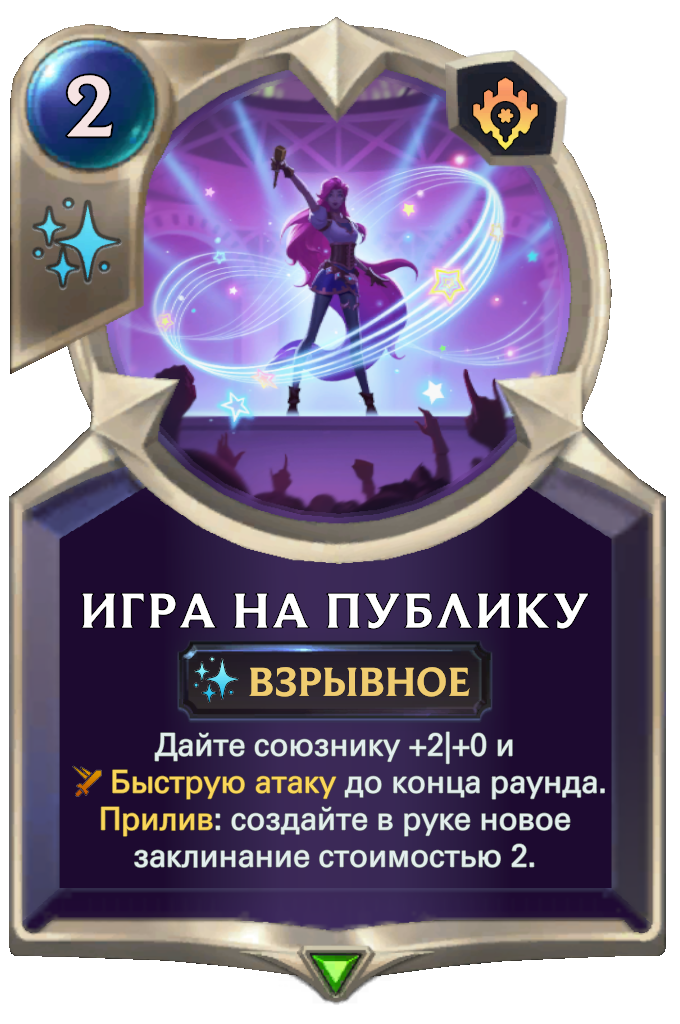 2
ИГРА НА ПУБЛИКУ
ВЗРЫВНОЕ
Дайте союзнику +2|+0 и
Быструю атаку до конца раунда.
Прилив: создайте в руке новое
заклинание стоимостью 2.